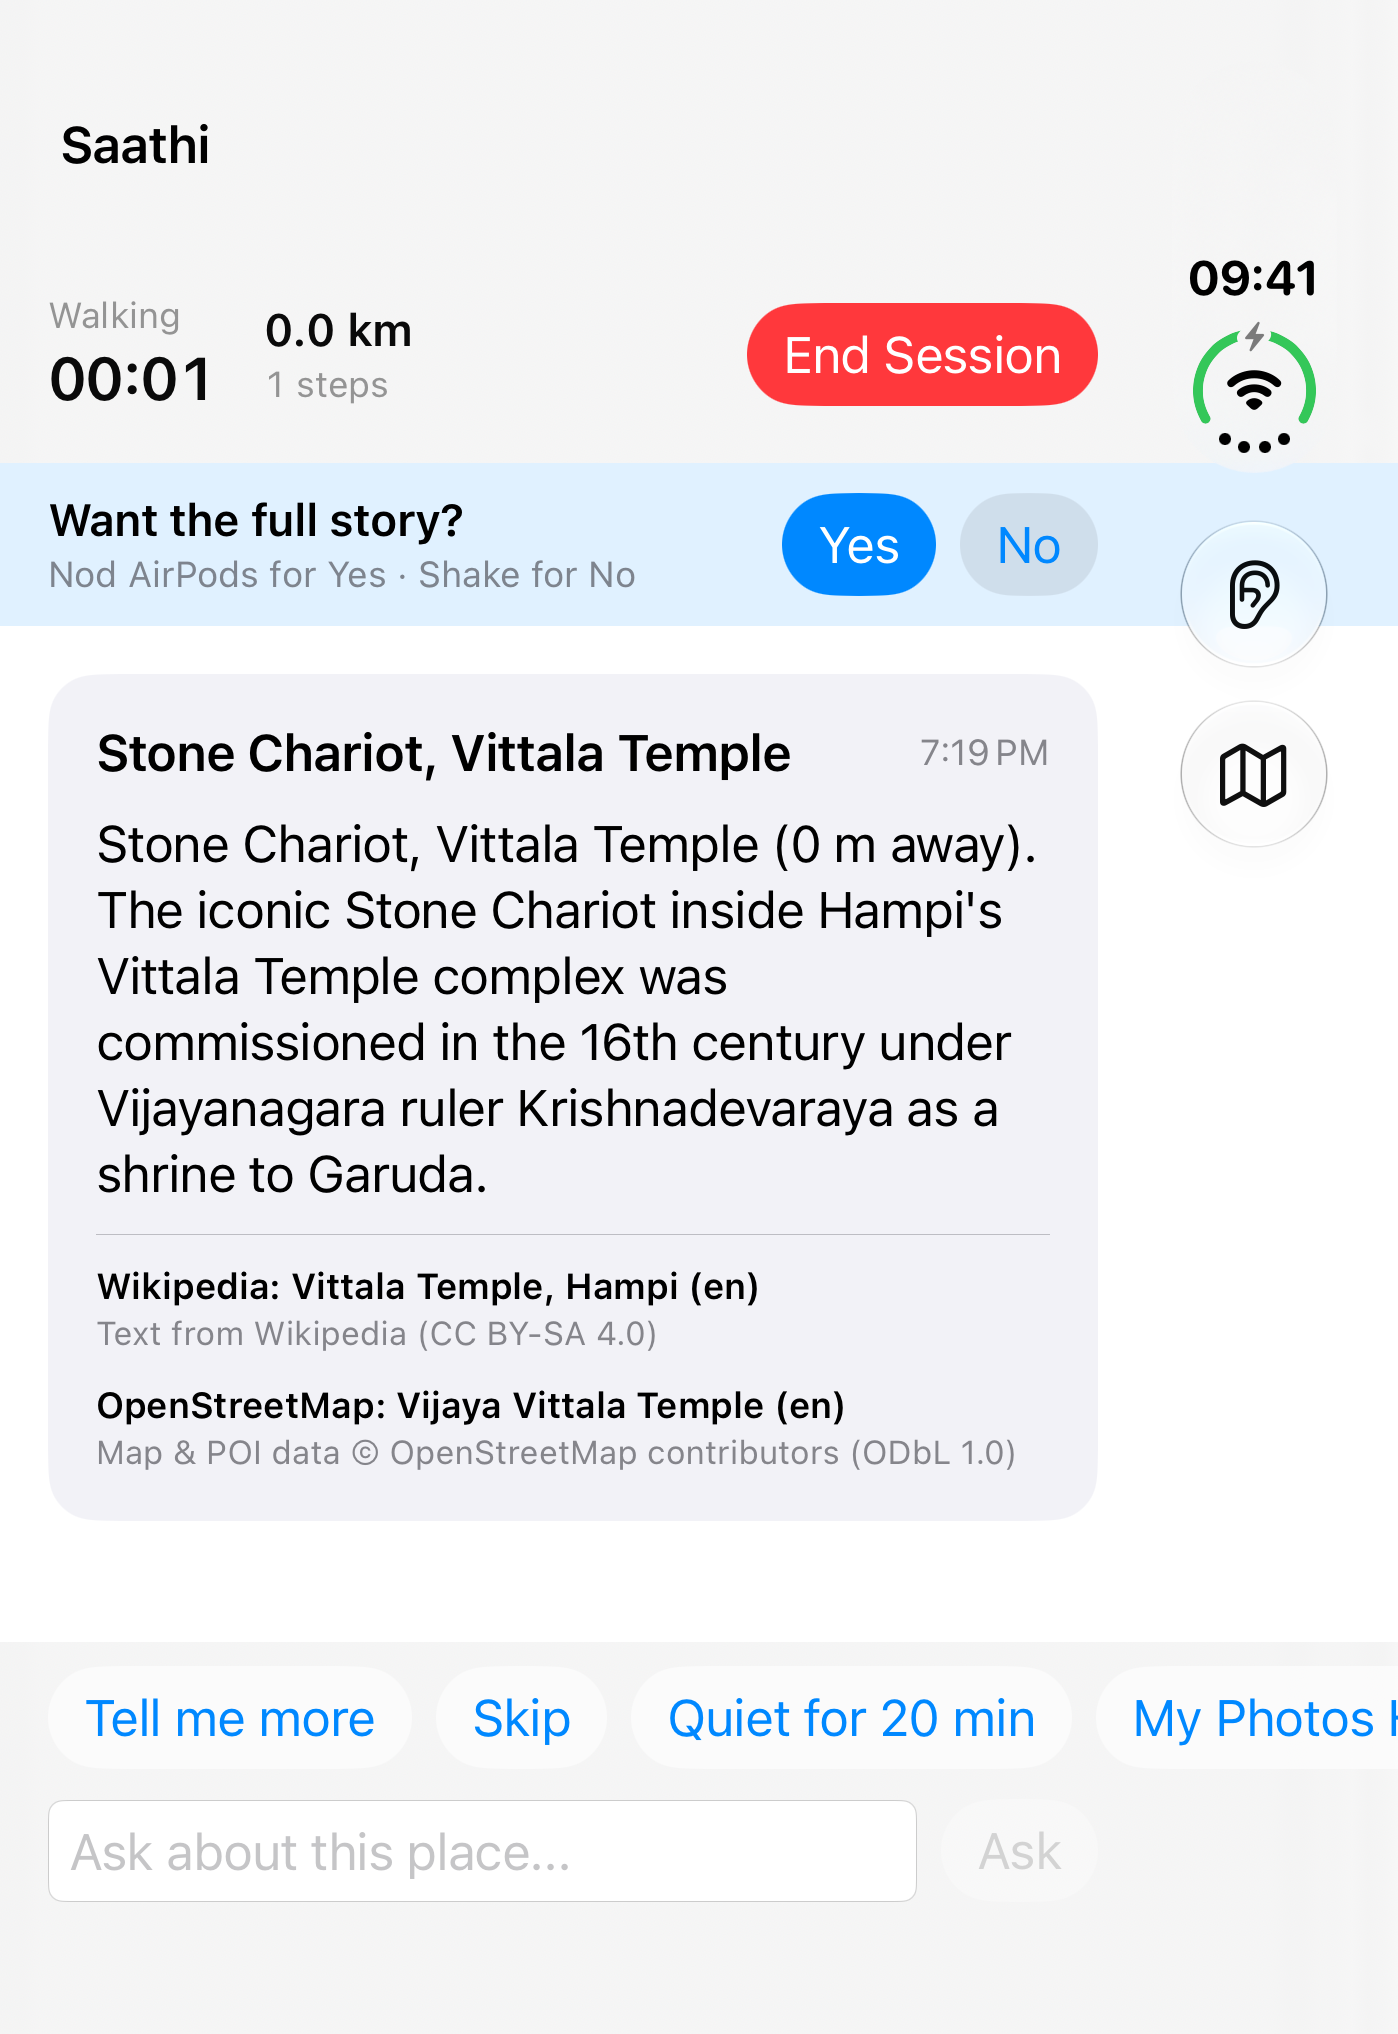 Saathi
09:41
Walking
00:01
0.0 km
1 steps
End Session
Want the full story?
Nod AirPods for Yes · Shake for No
Yes
No
Stone Chariot, Vittala Temple
7:19 PM
Stone Chariot, Vittala Temple (0 m away).
The iconic Stone Chariot inside Hampi's
Vittala Temple complex was
commissioned in the 16th century under
Vijayanagara ruler Krishnadevaraya as a
shrine to Garuda.
Wikipedia: Vittala Temple, Hampi (en)
Text from Wikipedia (CC BY-SA 4.0)
OpenStreetMap: Vijaya Vittala Temple (en)
Map & POI data © OpenStreetMap contributors (ODbL 1.0)
Tell me more
Skip
Quiet for 20 min
My Photos
Ask about this place...
Ask